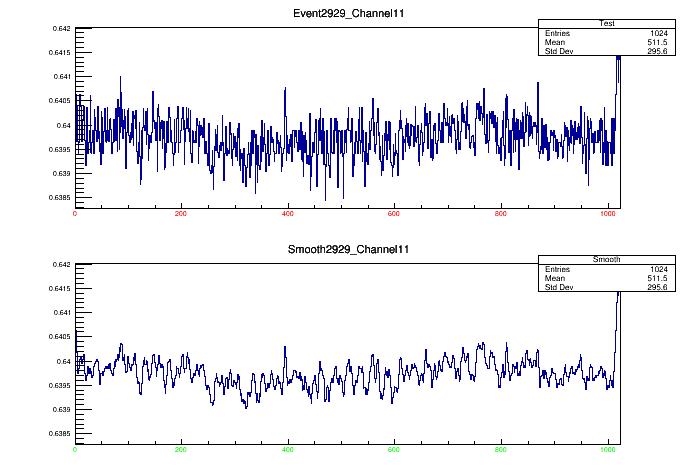 Event2929_Channel11
Test
Entries 1024
Mean 511.5
Std Dev 295.6
0.642
0.6415
0.641
0.6405
0.64
0.6395
0.639
0.6385
0 200 400 600 800 1000
Smooth2929_Channel11
Smooth
Entries 1024
Mean 511.5
Std Dev 295.6
0.642
0.6415
0.641
0.6405
0.64
0.6395
0.639
0.6385
0 200 400 600 800 1000